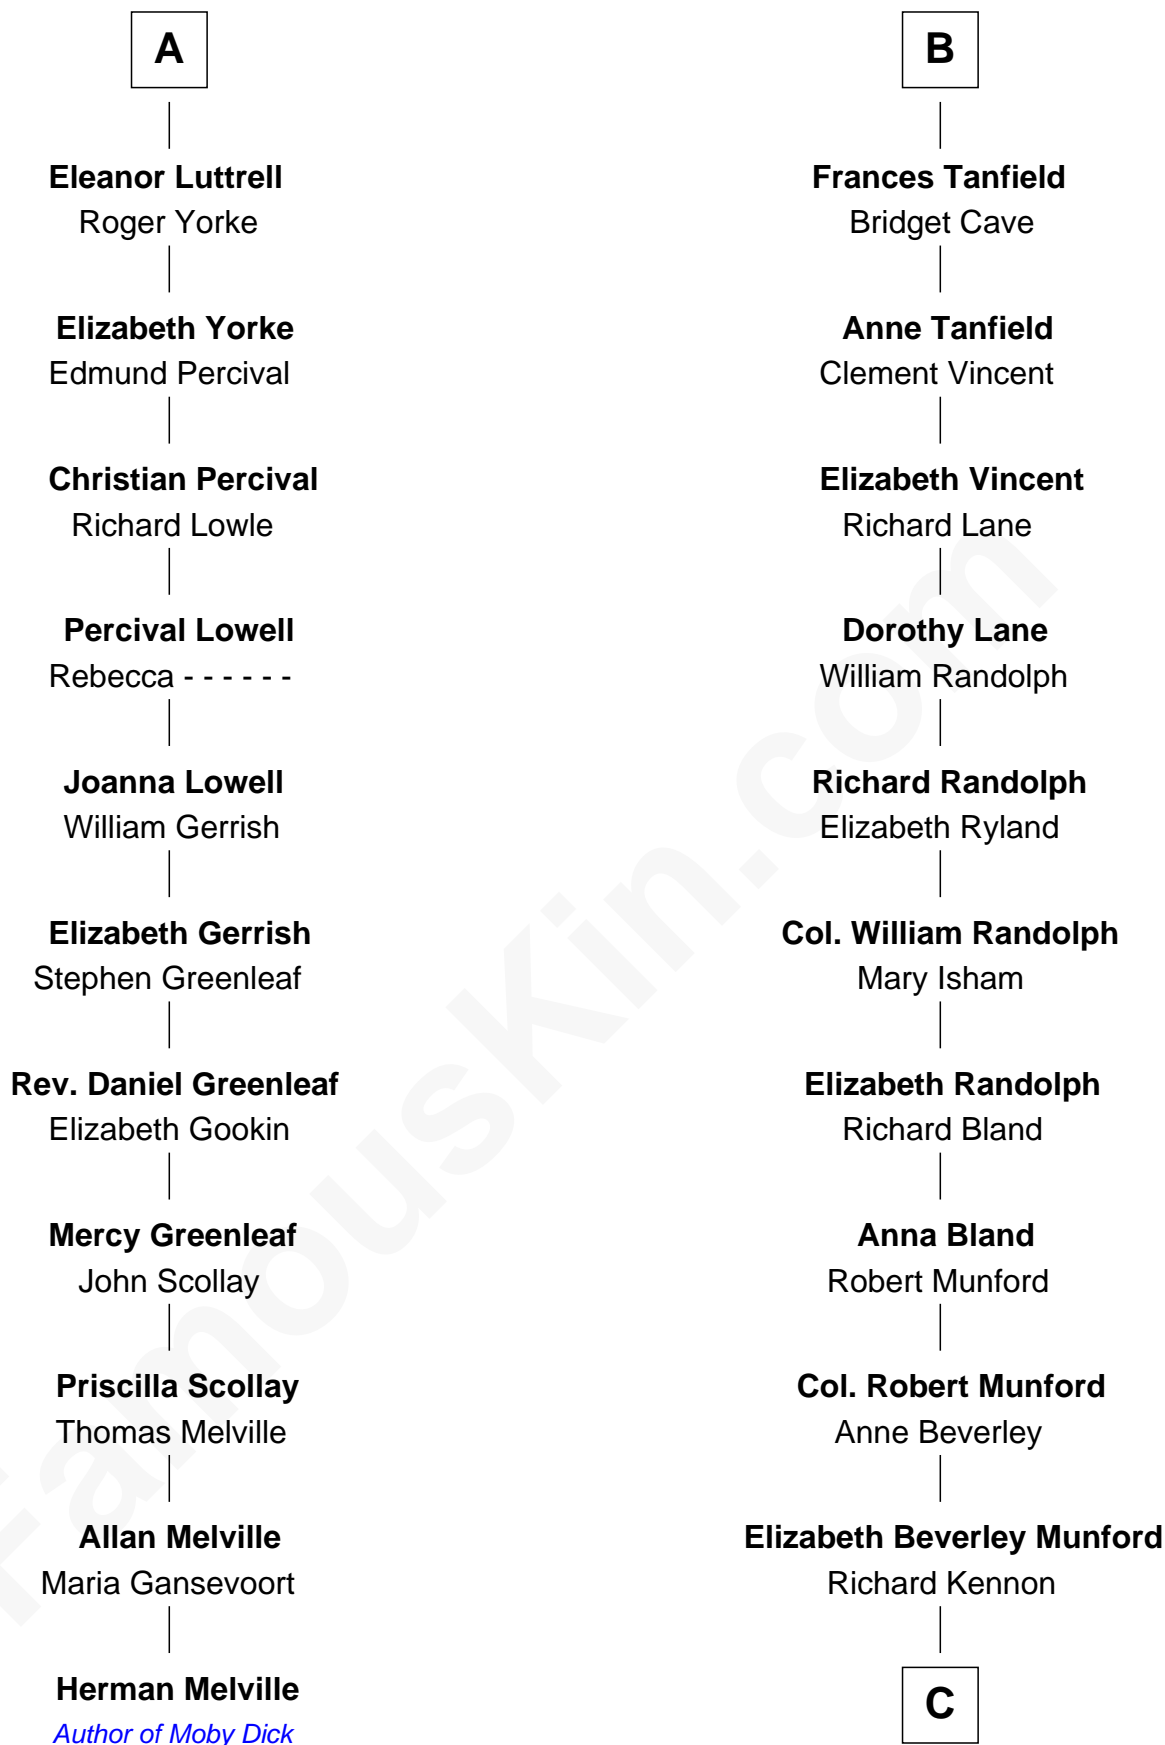 A
Eleanor Luttrell
Roger Yorke
Elizabeth Yorke
Edmund Percival
Christian Percival
Richard Lowle
Percival Lowell
Rebecca - - - - - -
Joanna Lowell
William Gerrish
Elizabeth Gerrish
Stephen Greenleaf
Rev. Daniel Greenleaf
Elizabeth Gookin
Mercy Greenleaf
John Scollay
Priscilla Scollay
Thomas Melville
Allan Melville
Maria Gansevoort
Herman Melville
Author of Moby Dick
B
Frances Tanfield
Bridget Cave
Anne Tanfield
Clement Vincent
Elizabeth Vincent
Richard Lane
Dorothy Lane
William Randolph
Richard Randolph
Elizabeth Ryland
Col. William Randolph
Mary Isham
Elizabeth Randolph
Richard Bland
Anna Bland
Robert Munford
Col. Robert Munford
Anne Beverley
Elizabeth Beverley Munford
Richard Kennon
C
FamousKin.com